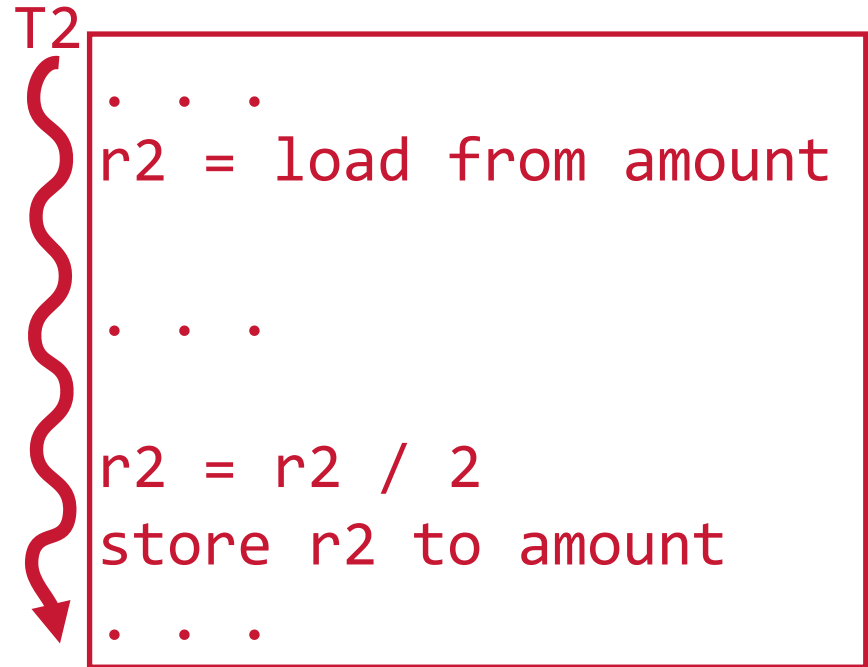 T2
. . .
r2 = load from amount
. . .
r2 = r2 / 2
store r2 to amount
. . .